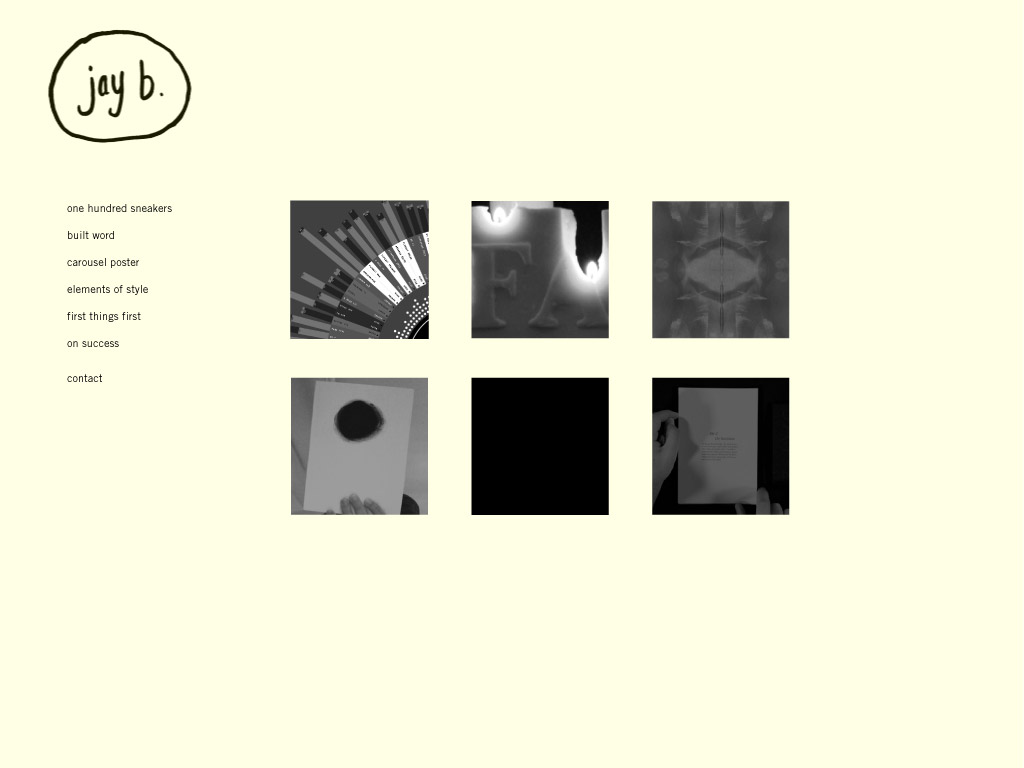 jay b.
one hundred sneakers
built word
carousel poster
elements of style
first things first
on success
contact
FA